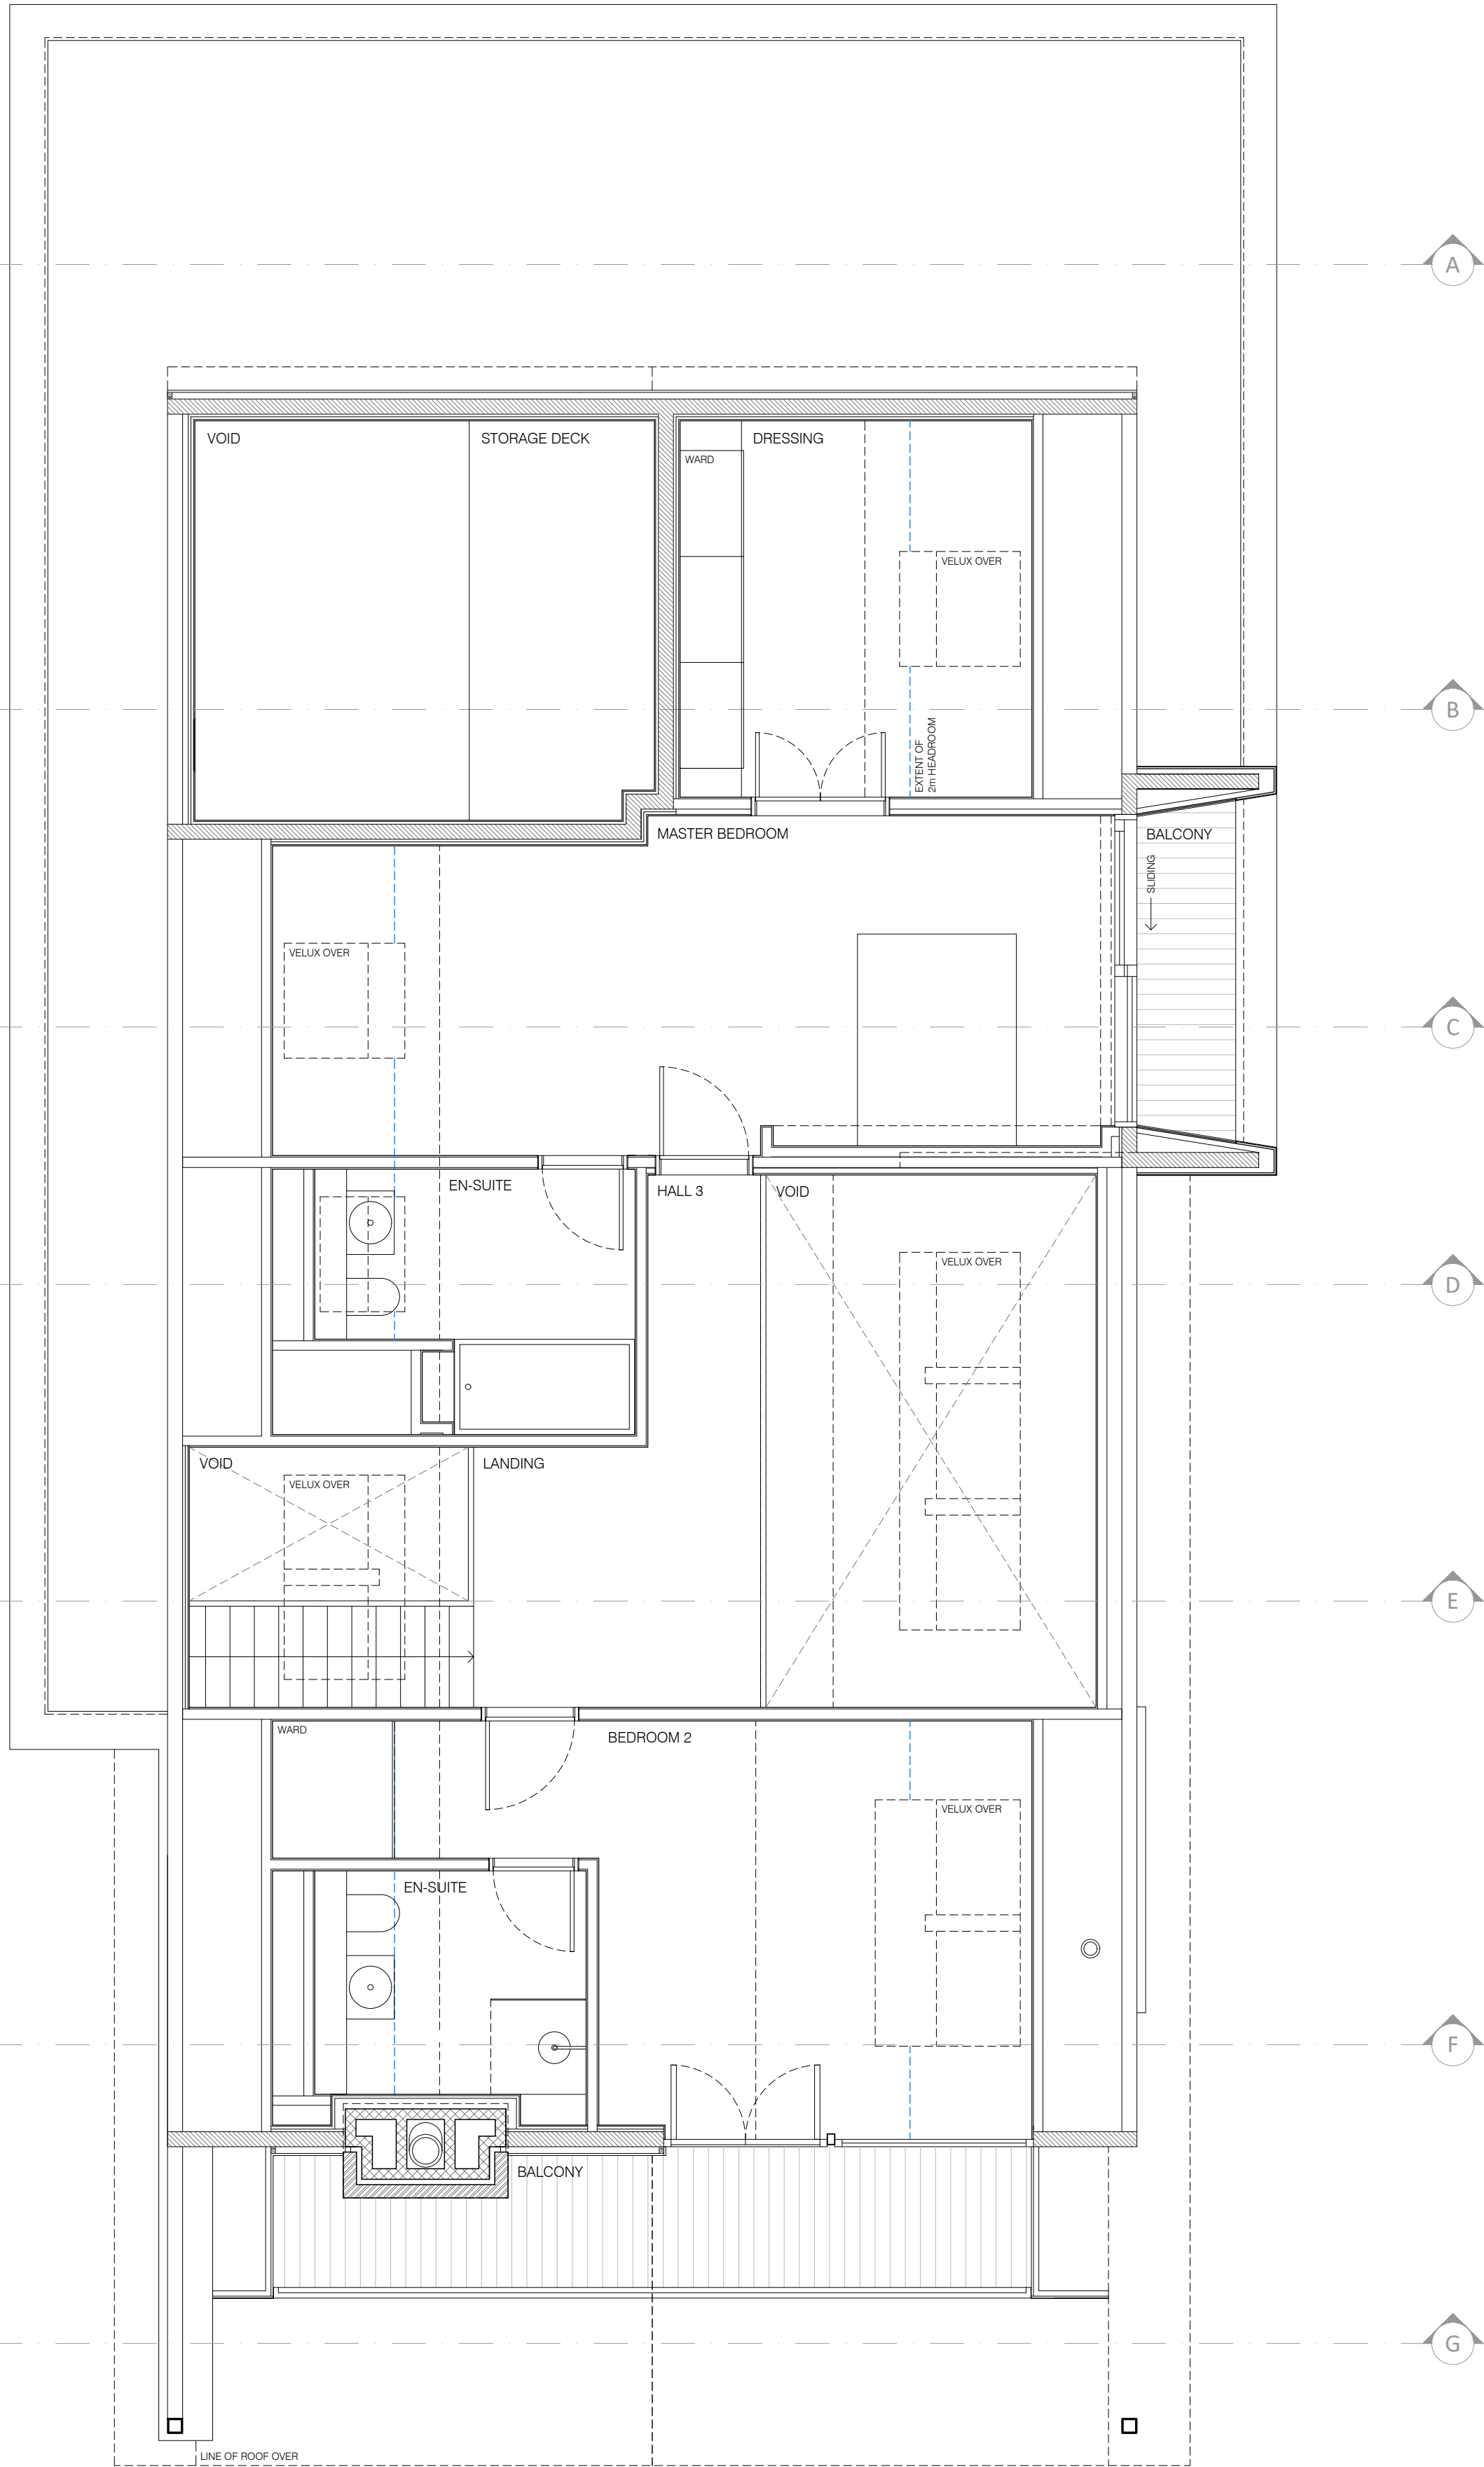 A
VOID
STORAGE DECK
DRESSING
WARD
VELUX OVER
B
EXTENT OF
2m HEADROOM
MASTER BEDROOM
BALCONY
SLIDING
VELUX OVER
C
EN-SUITE
HALL 3
VOID
VELUX OVER
D
VOID
LANDING
VELUX OVER
E
WARD
BEDROOM 2
VELUX OVER
EN-SUITE
F
BALCONY
G
LINE OF ROOF OVER